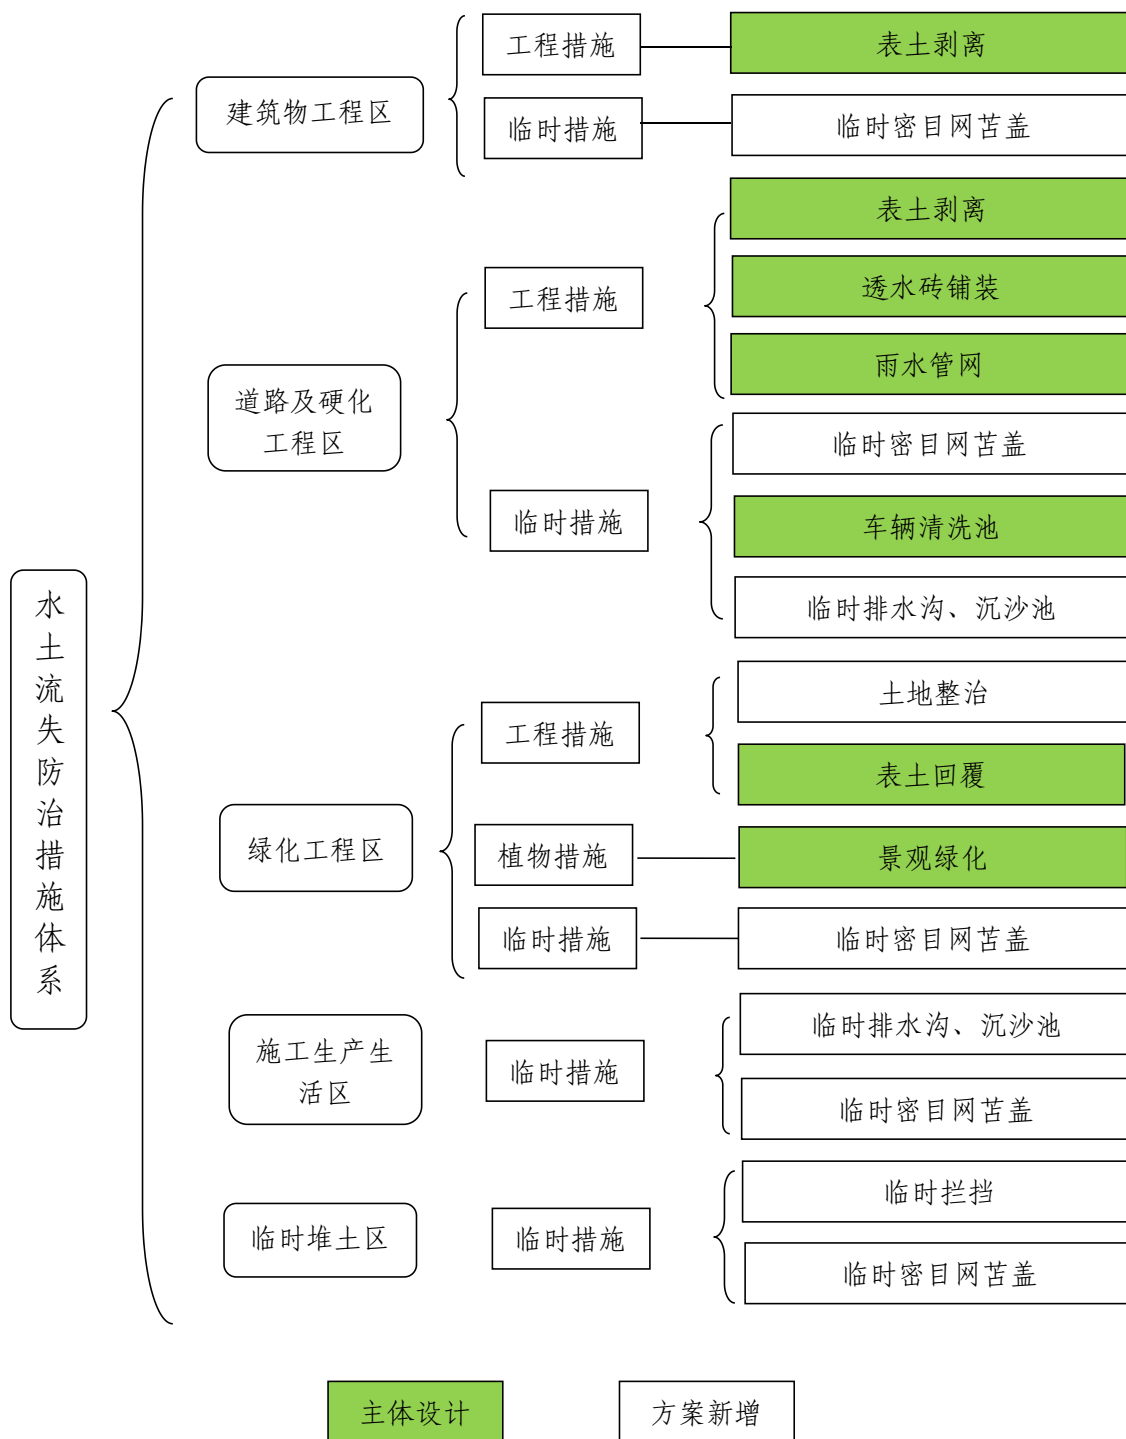 水土流失防治措施体系
建筑物工程区
工程措施
表土剥离
临时措施
临时密目网苫盖
道路及硬化
工程区
工程措施
表土剥离
透水砖铺装
雨水管网
临时措施
临时密目网苫盖
车辆清洗池
临时排水沟、沉沙池
绿化工程区
工程措施
土地整治
表土回覆
植物措施
景观绿化
临时措施
临时密目网苫盖
施工生产生
活区
临时措施
临时排水沟、沉沙池
临时密目网苫盖
临时堆土区
临时措施
临时拦挡
临时密目网苫盖
主体设计
方案新增